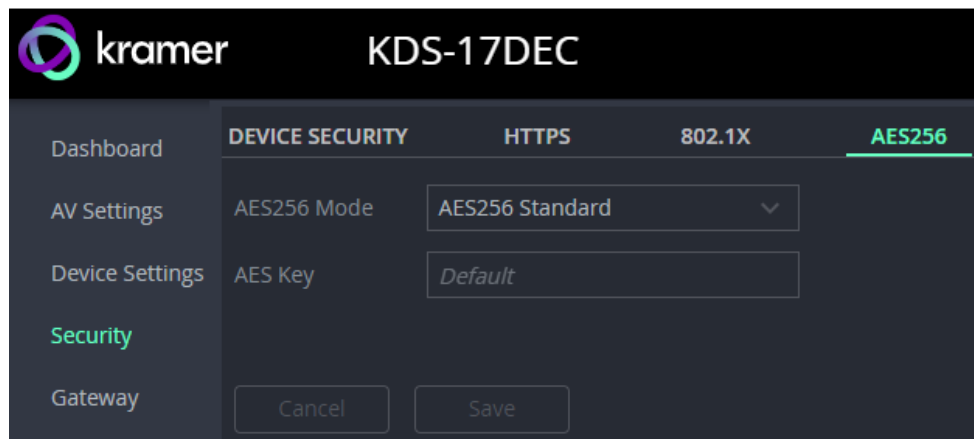 kramer KDS-17DEC
Dashboard
AV Settings
Device Settings
Security
Gateway
DEVICE SECURITY HTTPS 802.1X AES256
AES256 Mode AES256 Standard
AES Key Default
Cancel Save